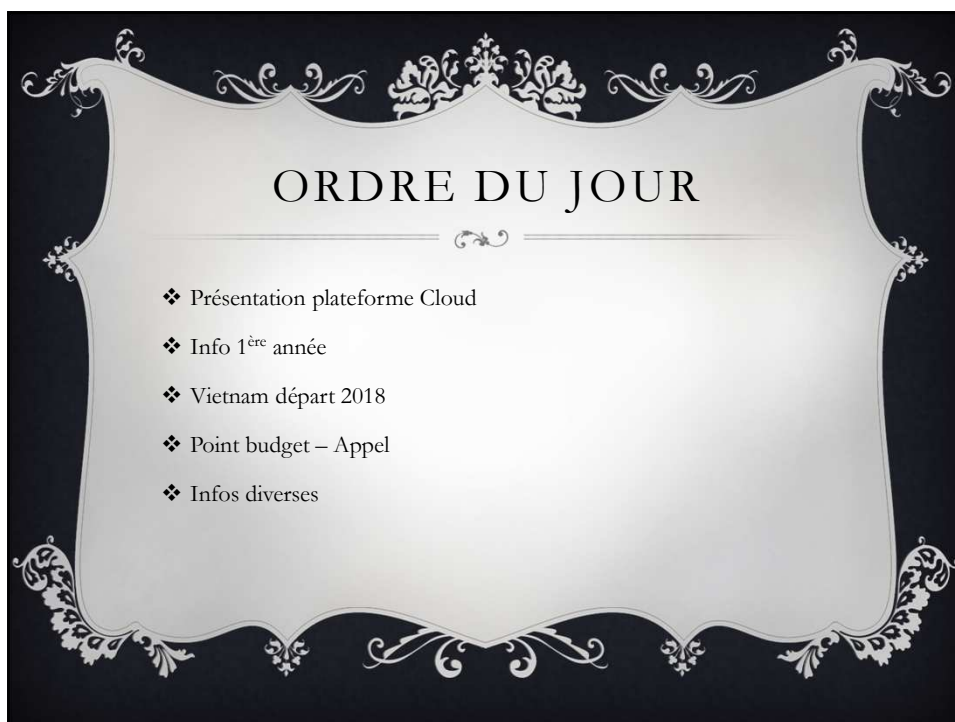 ORDRE DU JOUR
❖ Présentation plateforme Cloud
❖ Info 1ère année
❖ Vietnam départ 2018
❖ Point budget – Appel
❖ Infos diverses